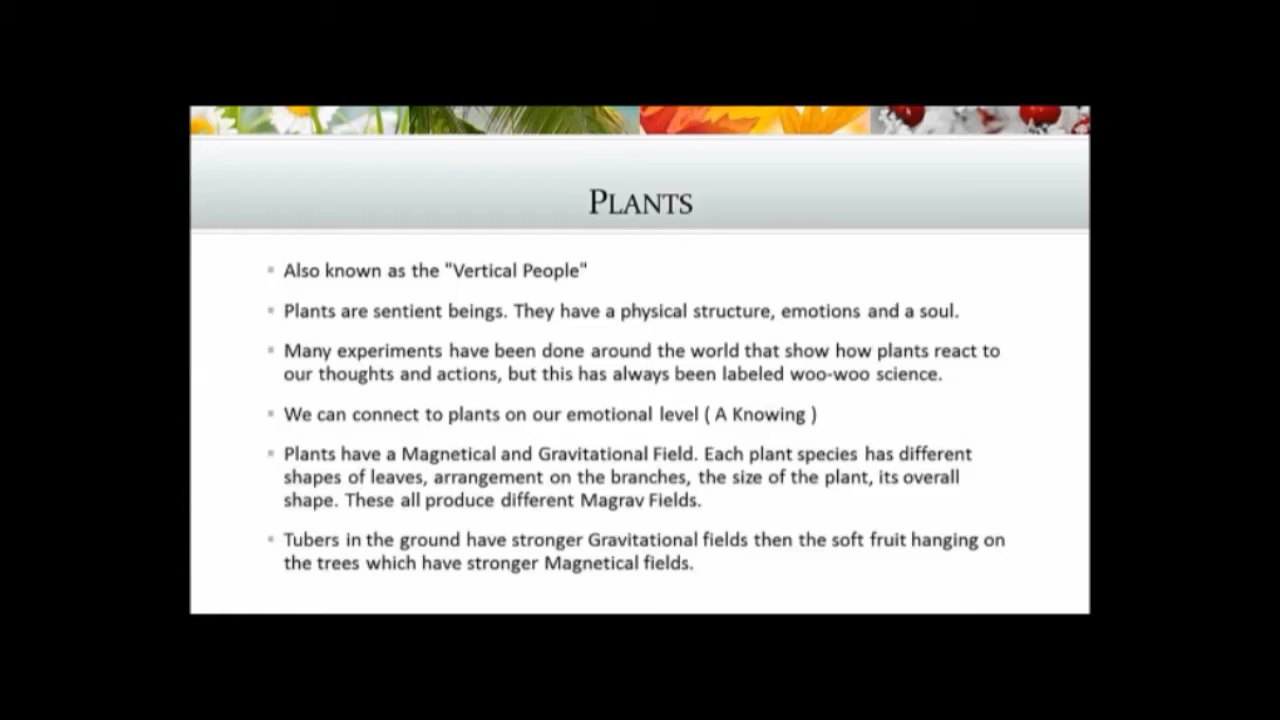 PLANTS
Also known as the "Vertical People"
Plants are sentient beings. They have a physical structure, emotions and a soul.
Many experiments have been done around the world that show how plants react to
our thoughts and actions, but this has always been labeled woo-woo science.
We can connect to plants on our emotional level ( A Knowing )
Plants have a Magnetical and Gravitational Field. Each plant species has different
shapes of leaves, arrangement on the branches, the size of the plant, its overall
shape. These all produce different Magrav Fields.
Tubers in the ground have stronger Gravitational fields then the soft fruit hanging on
the trees which have stronger Magnetical fields.